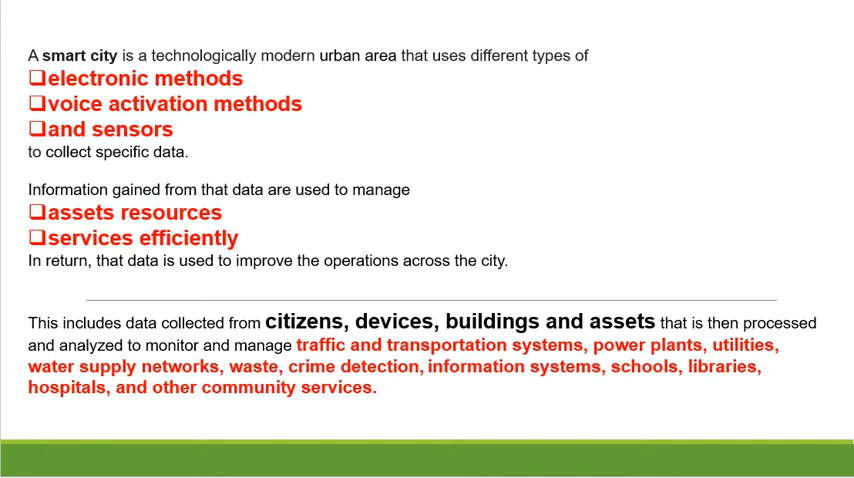 A smart city is a technologically modern urban area that uses different types of
❑electronic methods
❑voice activation methods
❑and sensors
to collect specific data.
Information gained from that data are used to manage
❑assets resources
❑services efficiently
In return, that data is used to improve the operations across the city.
This includes data collected from citizens, devices, buildings and assets that is then processed
and analyzed to monitor and manage traffic and transportation systems, power plants, utilities,
water supply networks, waste, crime detection, information systems, schools, libraries,
hospitals, and other community services.